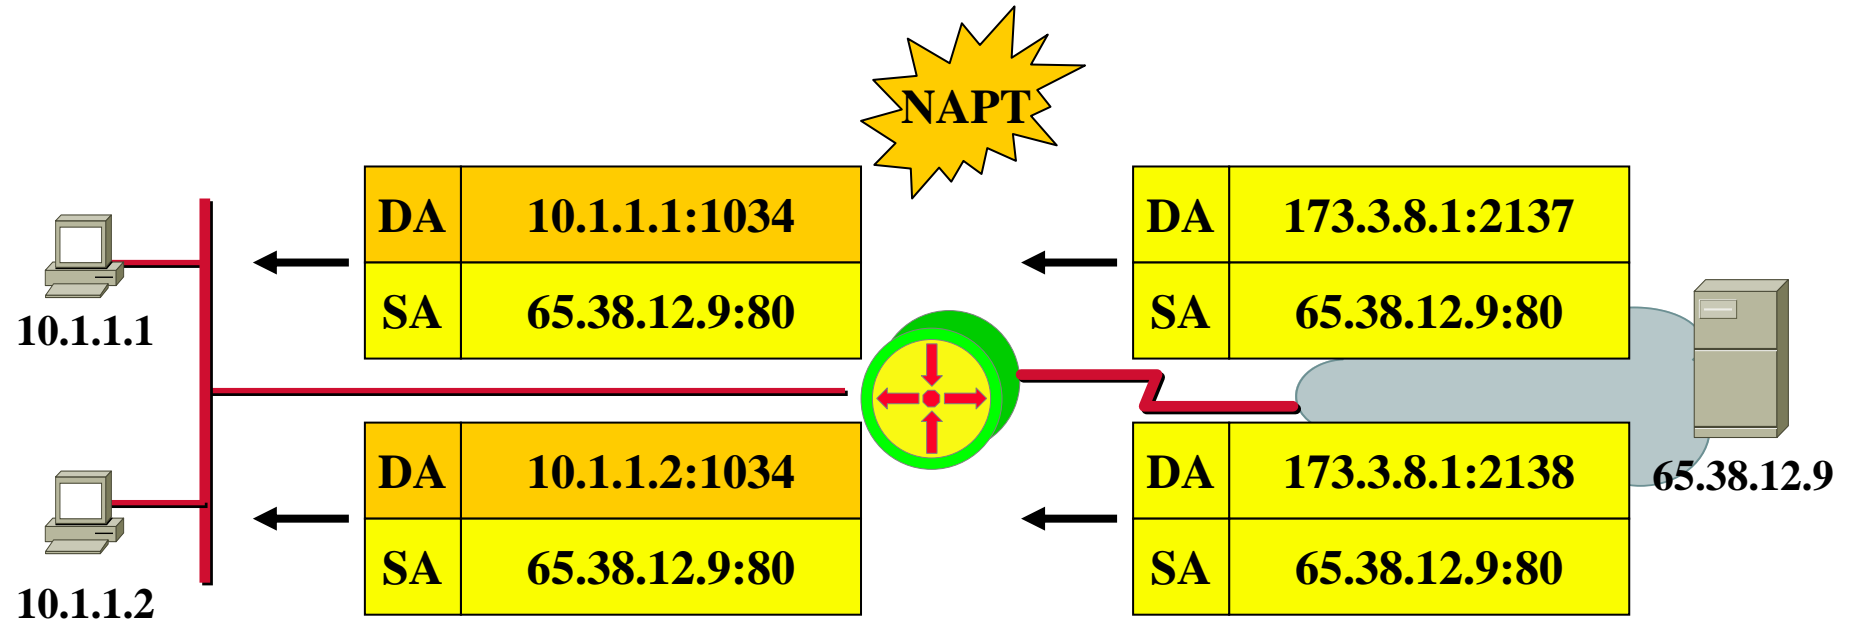 NAPT
DA 10.1.1.1:1034
SA 65.38.12.9:80
DA 173.3.8.1:2137
SA 65.38.12.9:80
10.1.1.1
DA 10.1.1.2:1034
SA 65.38.12.9:80
DA 173.3.8.1:2138
SA 65.38.12.9:80
65.38.12.9
10.1.1.2